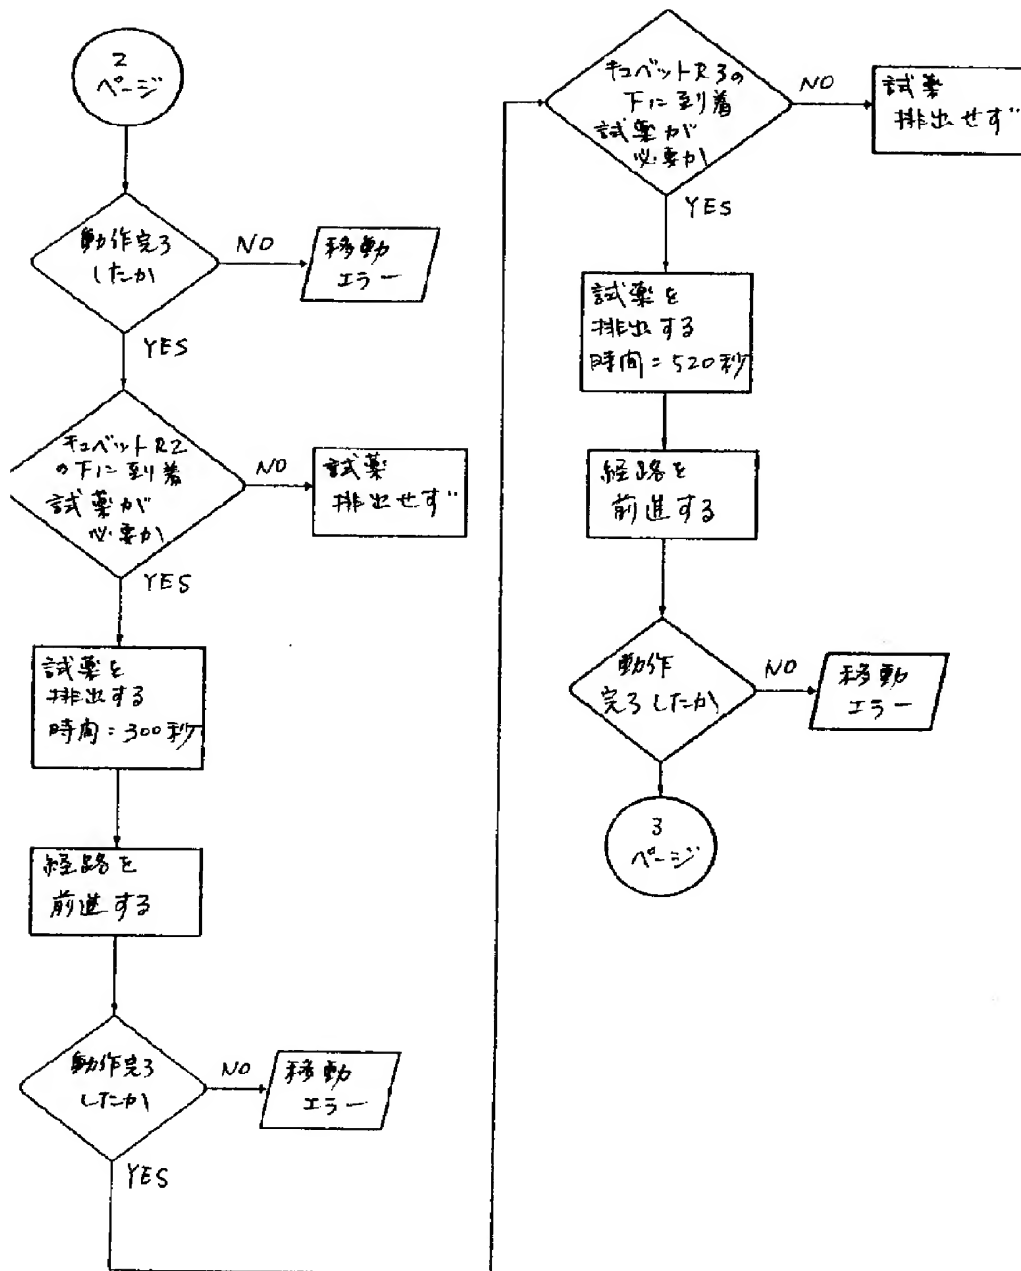 2
ページ
動作完了
したか
NO
移動
エラー
YES
キュベットR2
の下に到着
試薬が
必要か
NO
試薬
排出せず
YES
試薬を
排出する
時間=300秒
経路を
前進する
動作完了
したか
NO
移動
エラー
YES
キュベットR3の
下に到着
試薬が
必要か
NO
試薬
排出せず
YES
試薬を
排出する
時間=520秒
経路を
前進する
動作
完了したか
NO
移動
エラー
3
ページ